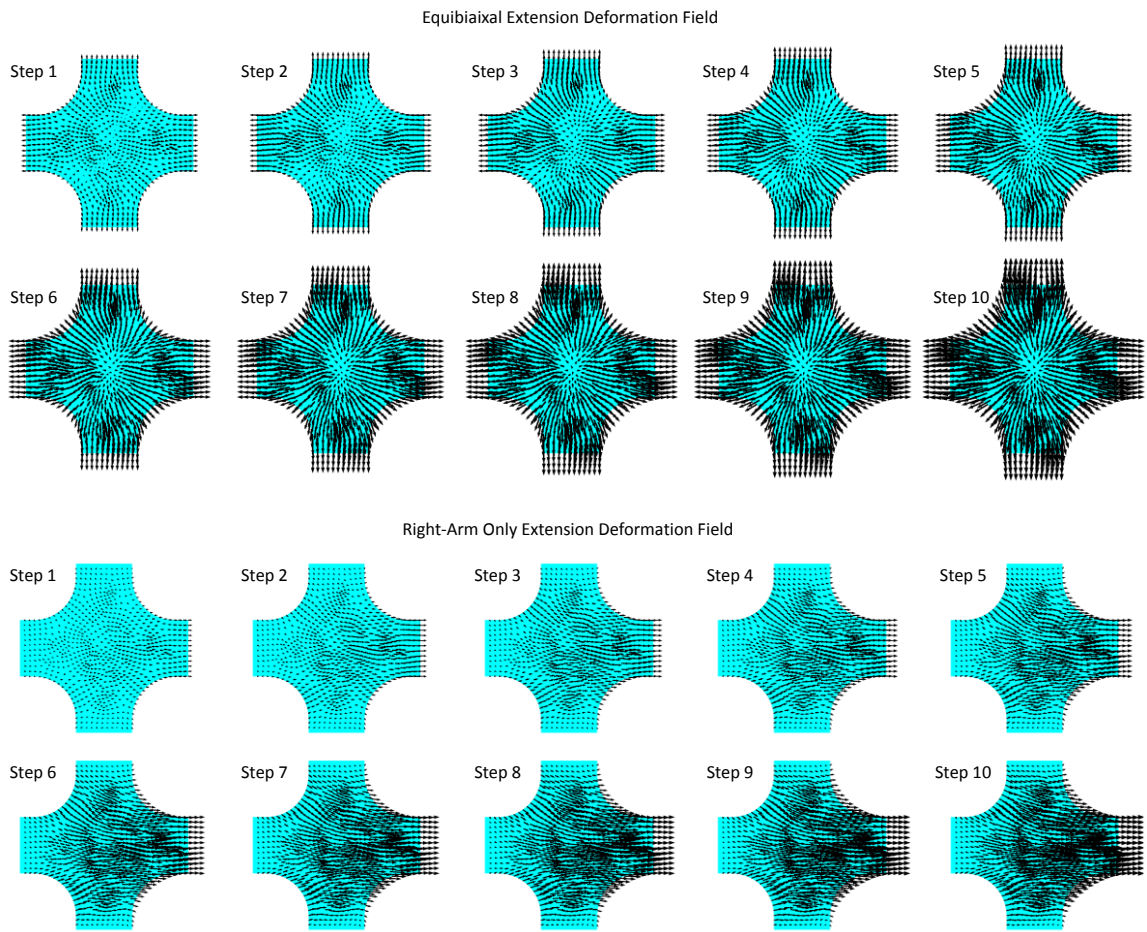 Equibiaixal Extension Deformation Field
Step 1 Step 2 Step 3 Step 4 Step 5
Step 6 Step 7 Step 8 Step 9 Step 10
Right-Arm Only Extension Deformation Field
Step 1 Step 2 Step 3 Step 4 Step 5
Step 6 Step 7 Step 8 Step 9 Step 10